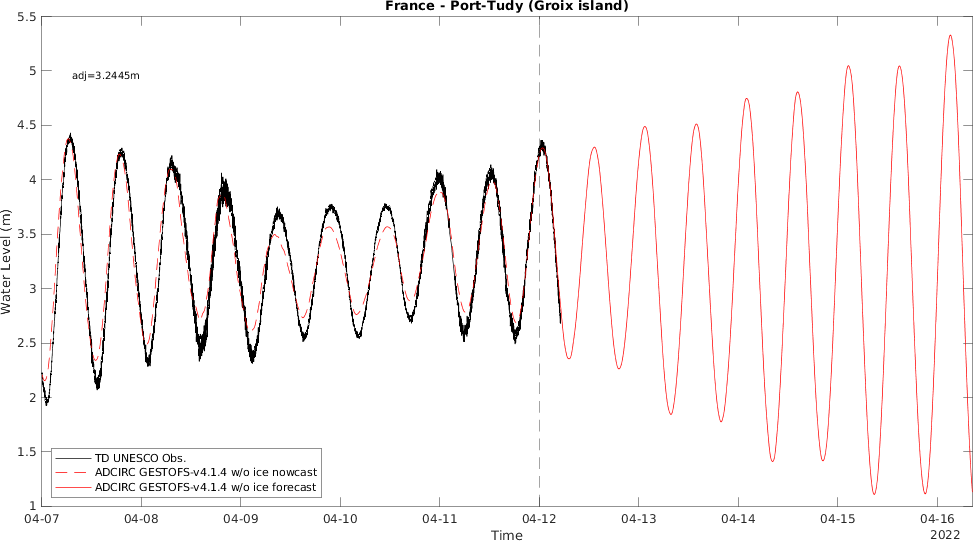 France - Port-Tudy (Groix island)
5.5
5
4.5
4
3.5
3
2.5
2
1.5
1
Water Level (m)
adj=3.2445m
TD UNESCO Obs.
ADCIRC GESTOFS-v4.1.4 w/o ice nowcast
ADCIRC GESTOFS-v4.1.4 w/o ice forecast
04-07 04-08 04-09 04-10 04-11 04-12 04-13 04-14 04-15 04-16
Time
2022